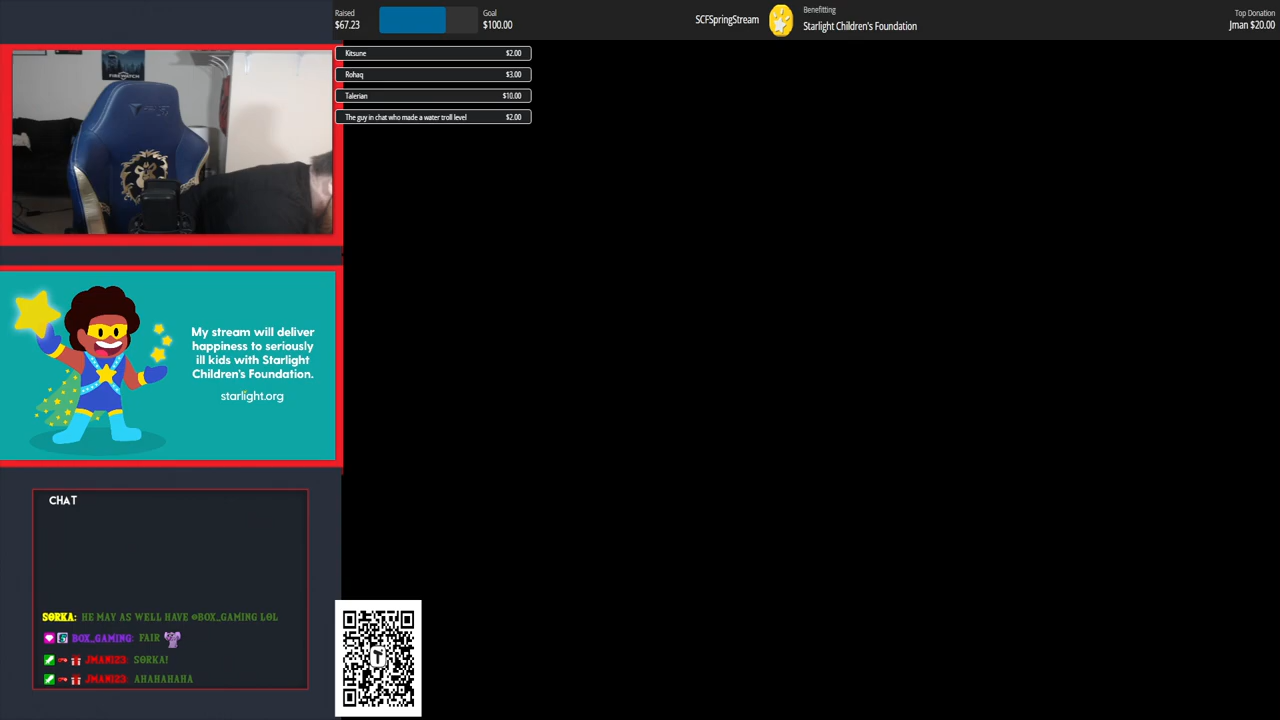 Raised
$67.23
Goal
$100.00
SCFSpringStream
Benefitting
Starlight Children's Foundation
Top Donation
Jman $20.00
Kitsune $2.00
Rohaq $3.00
Talerian $10.00
The guy in chat who made a water troll level $2.00
FIREWATCH
My stream will deliver
happiness to seriously
ill kids with Starlight
Children's Foundation.
starlight.org
CHAT
SORKA: HE MAY AS WELL HAVE @BOX_GAMING LOL
BOX_GAMING: FAIR
JMAN123: SORKA!
JMAN123: AHAHAHAHA